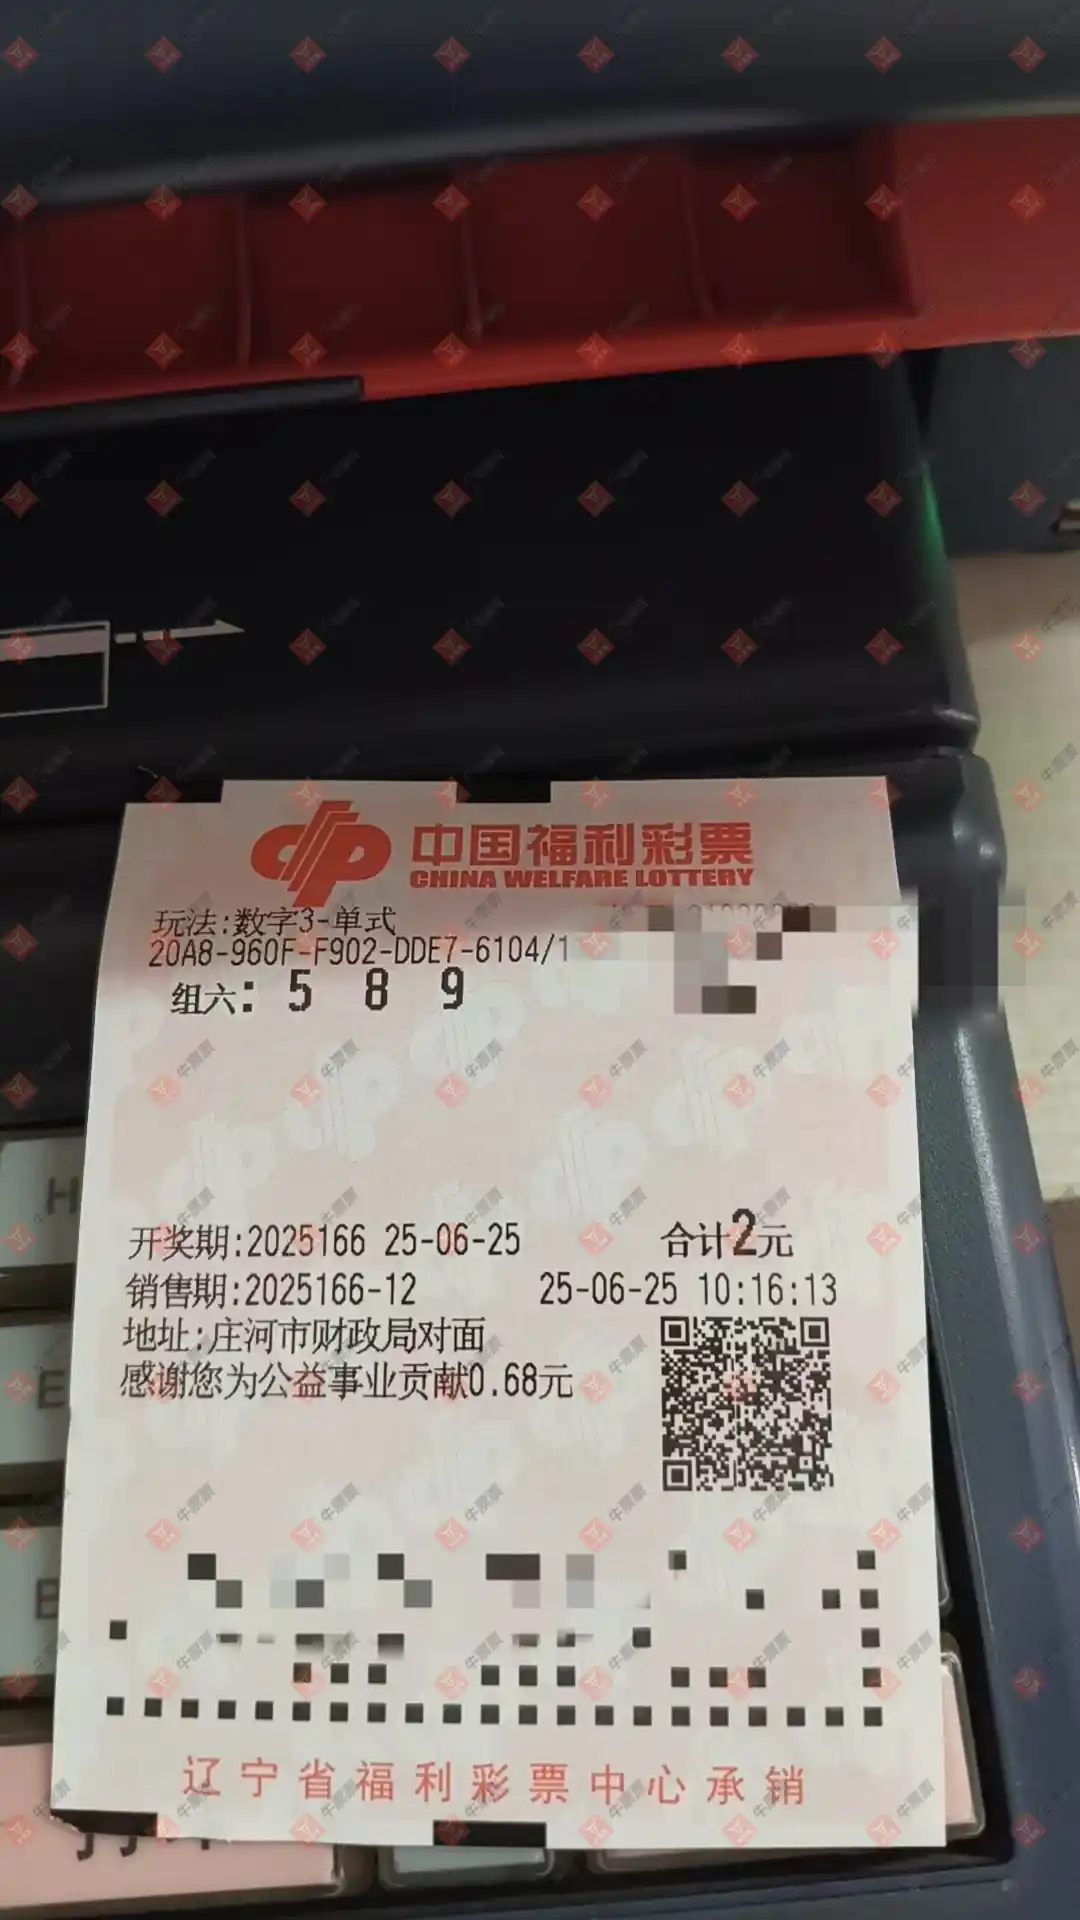 中国福利彩票
CHINA WELFARE LOTTERY
玩法:数字3-单式
20A8-960F-F902-DDE7-6104/1
组六: 5 8 9
开奖期:2025166 25-06-25 合计2元
销售期:2025166-12 25-06-25 10:16:13
地址:庄河市财政局对面
感谢您为公益事业贡献0.68元
辽宁省福利彩票中心承销
H
E
牛票票